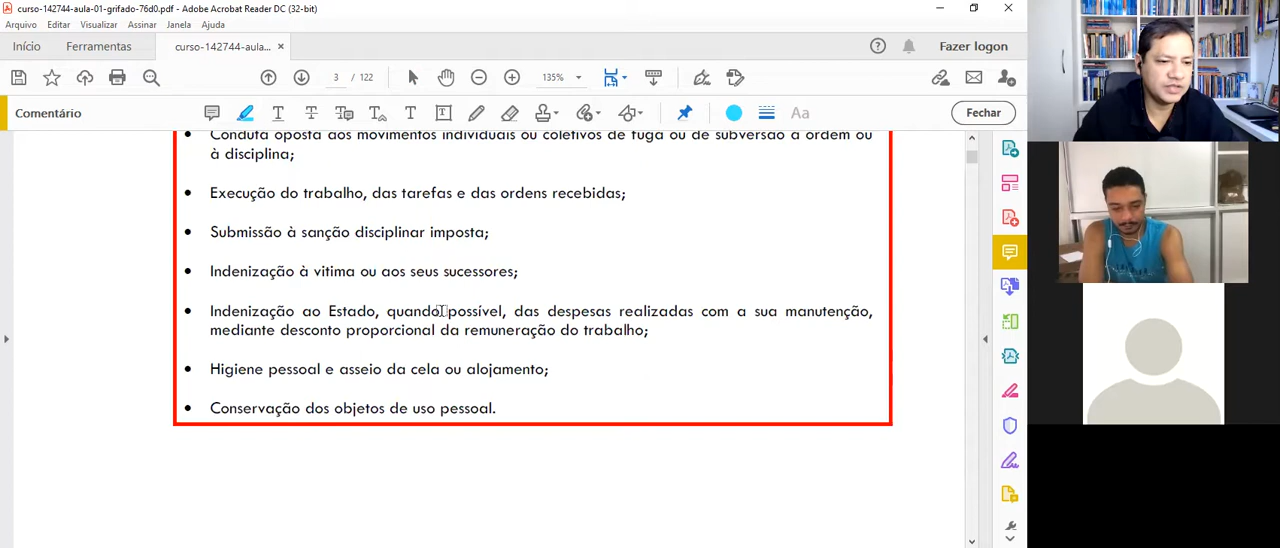 curso-142744-aula-01-grifado-76d0.pdf - Adobe Acrobat Reader DC (32-bit)
Arquivo Editar Visualizar Assinar Janela Ajuda
Início Ferramentas curso-142744-aula... × Fazer logon
3 / 122 135%
Comentário Aa Fechar
Conduta oposta aos movimentos individuais ou coletivos de fuga ou de subversão à ordem ou
à disciplina;
• Execução do trabalho, das tarefas e das ordens recebidas;
• Submissão à sanção disciplinar imposta;
• Indenização à vitima ou aos seus sucessores;
• Indenização ao Estado, quando possível, das despesas realizadas com a sua manutenção,
mediante desconto proporcional da remuneração do trabalho;
• Higiene pessoal e asseio da cela ou alojamento;
• Conservação dos objetos de uso pessoal.